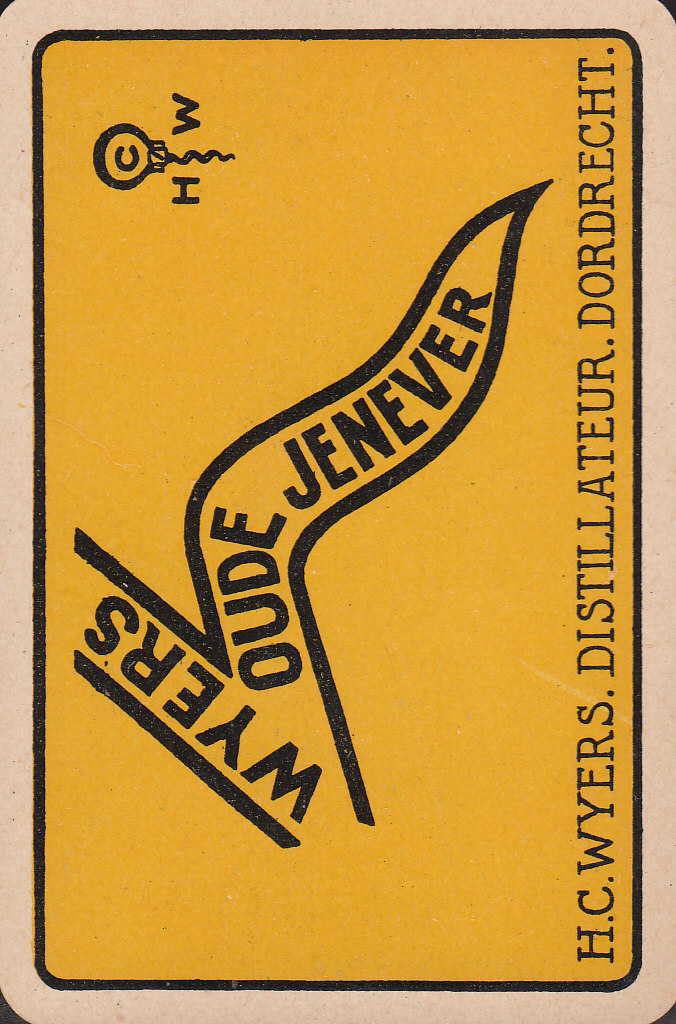 H C W
WYERS
OUDE JENEVER
H.C.WYERS. DISTILLATEUR. DORDRECHT.